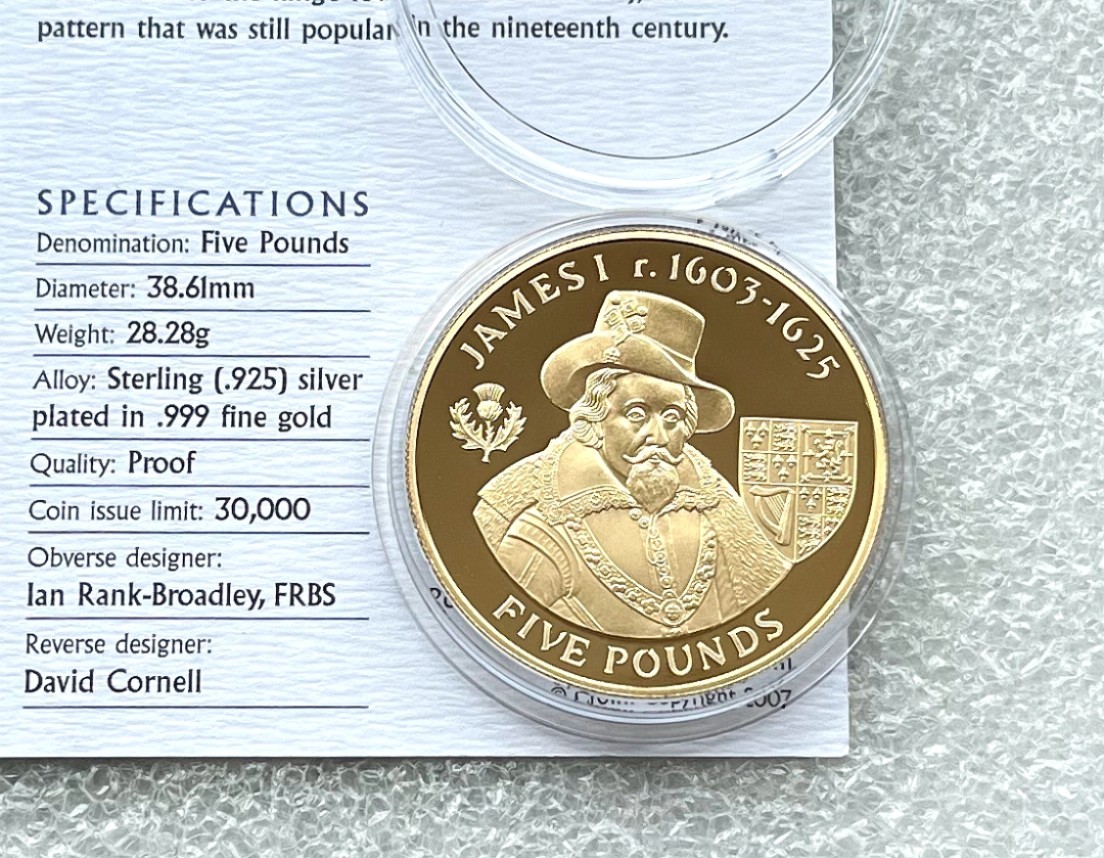 pattern that was still popular in the nineteenth century.
SPECIFICATIONS
Denomination: Five Pounds
Diameter: 38.61mm
Weight: 28.28g
Alloy: Sterling (.925) silver
plated in .999 fine gold
Quality: Proof
Coin issue limit: 30,000
Obverse designer:
Ian Rank-Broadley, FRBS
Reverse designer:
David Cornell
JAMES I r. 1603-1625
FIVE POUNDS
Copyright 2007